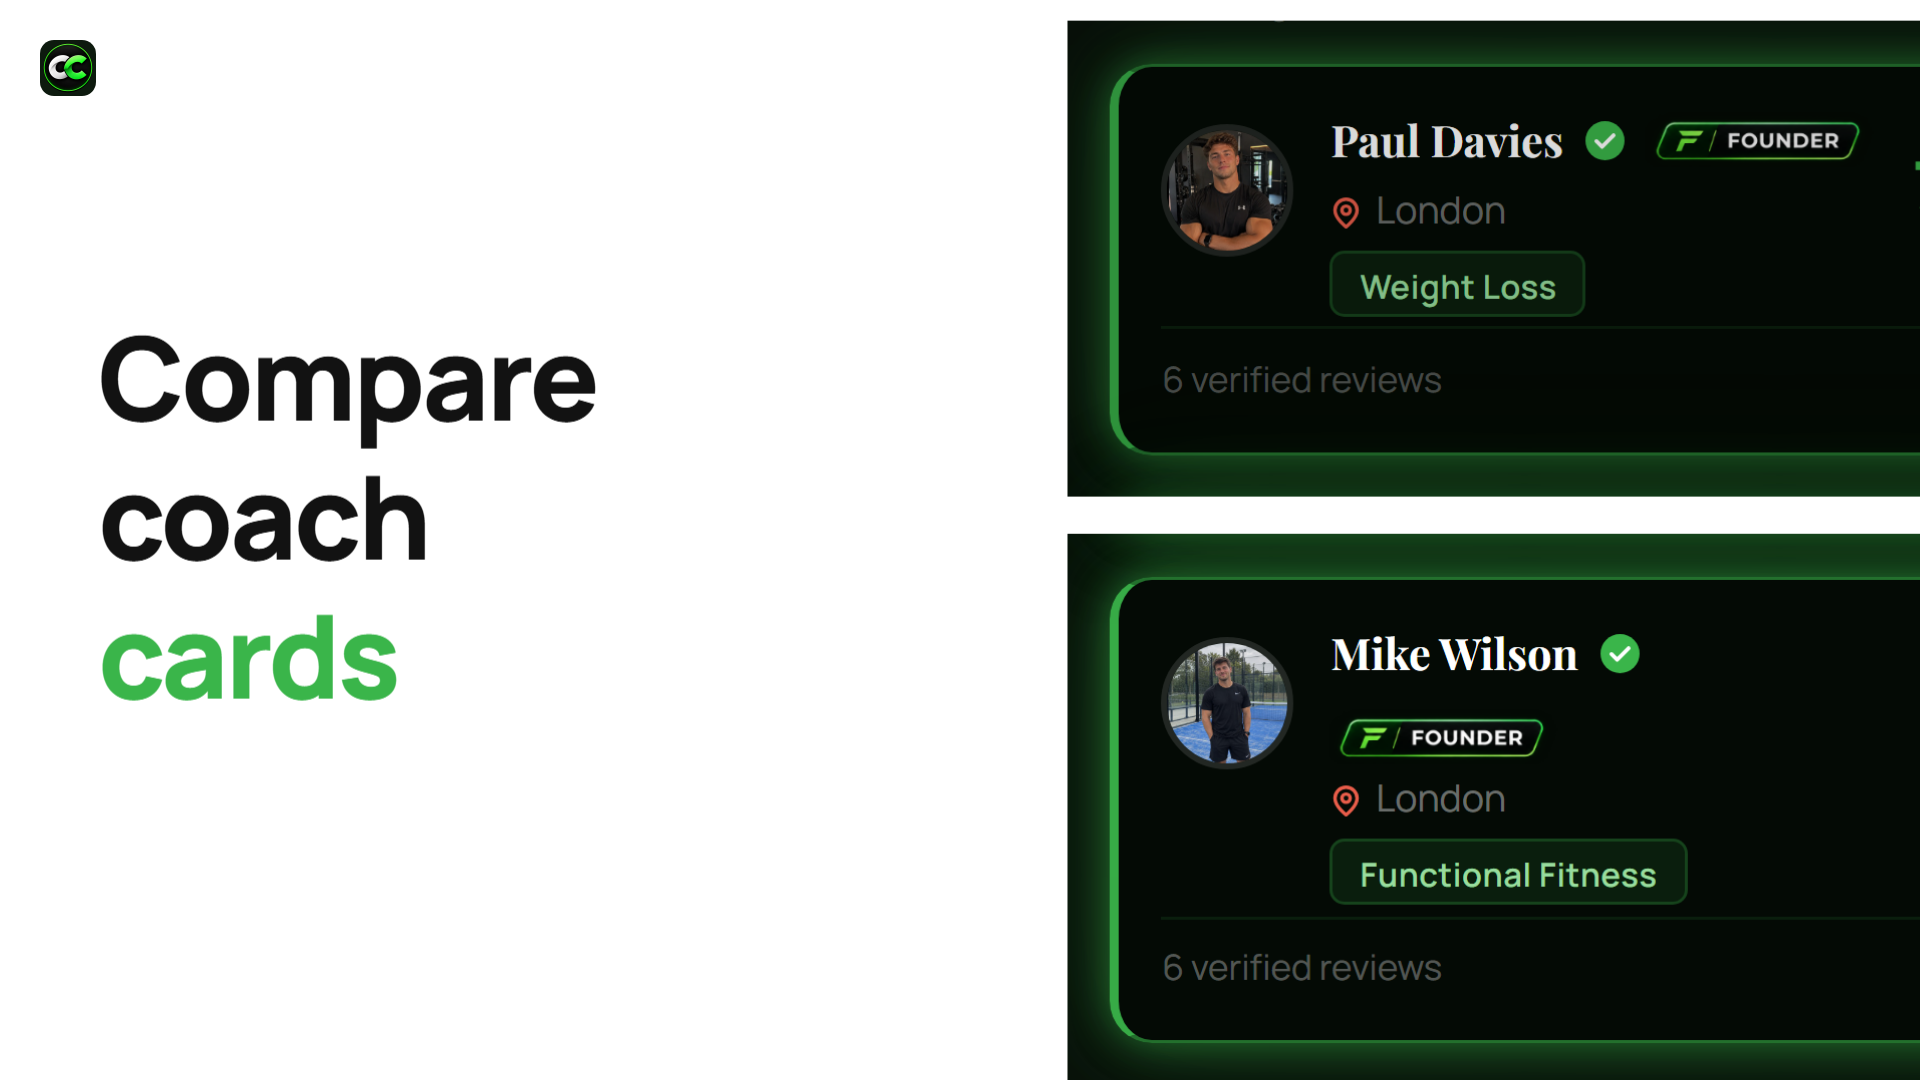 CC
Compare
coach
cards
Paul Davies
F / FOUNDER
London
Weight Loss
6 verified reviews
Mike Wilson
F / FOUNDER
London
Functional Fitness
6 verified reviews